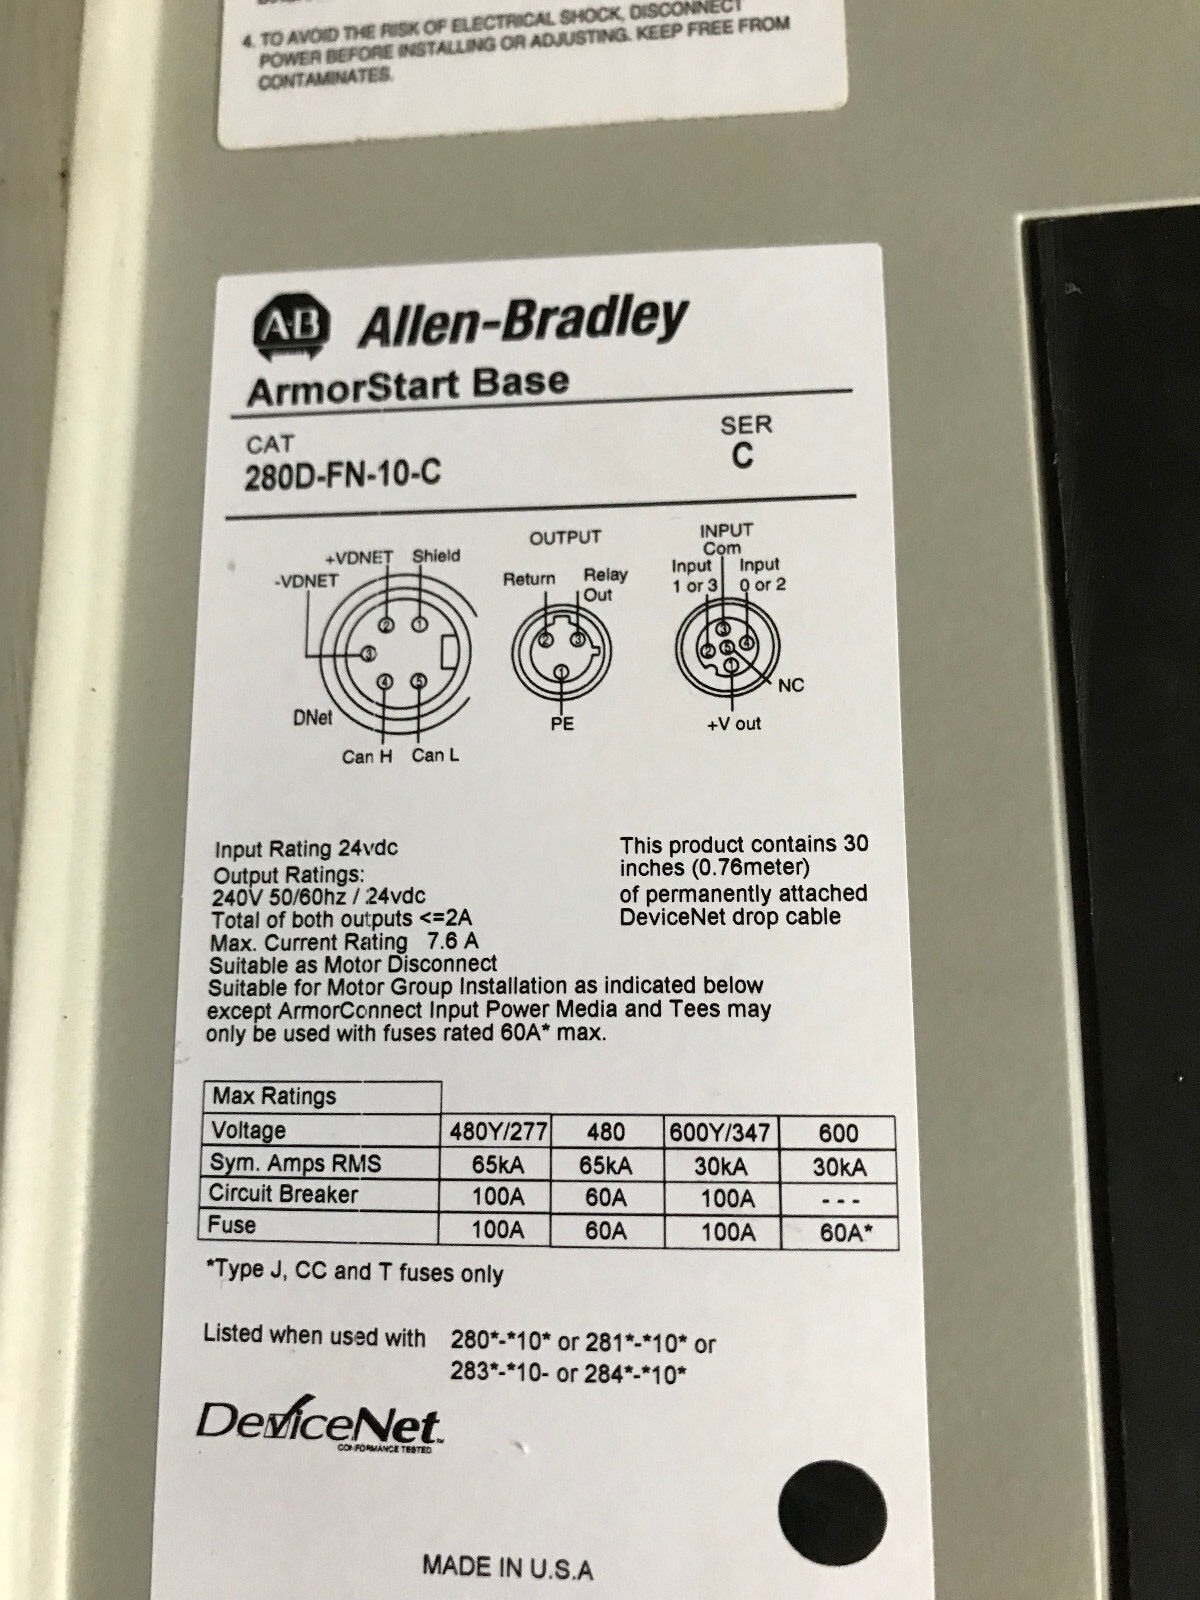 4. TO AVOID THE RISK OF ELECTRICAL SHOCK, DISCONNECT
POWER BEFORE INSTALLING OR ADJUSTING. KEEP FREE FROM
CONTAMINATES.
A-B Allen-Bradley
ArmorStart Base
CAT
280D-FN-10-C
SER
C
+VDNET Shield
-VDNET
2 1
3
4 5
DNet
Can H Can L
OUTPUT
Return Relay
Out
2 3
1
PE
INPUT
Com
Input Input
1 or 3 0 or 2
3
2 5 4
1
NC
+V out
Input Rating 24vdc
Output Ratings:
240V 50/60hz / 24vdc
Total of both outputs <=2A
Max. Current Rating 7.6 A
Suitable as Motor Disconnect
Suitable for Motor Group Installation as indicated below
except ArmorConnect Input Power Media and Tees may
only be used with fuses rated 60A* max.
This product contains 30
inches (0.76meter)
of permanently attached
DeviceNet drop cable
Max Ratings
Voltage 480Y/277 480 600Y/347 600
Sym. Amps RMS 65kA 65kA 30kA 30kA
Circuit Breaker 100A 60A 100A ---
Fuse 100A 60A 100A 60A*
*Type J, CC and T fuses only
Listed when used with 280*-*10* or 281*-*10* or
283*-*10- or 284*-*10*
DeviceNet™
CONFORMANCE TESTED
MADE IN U.S.A